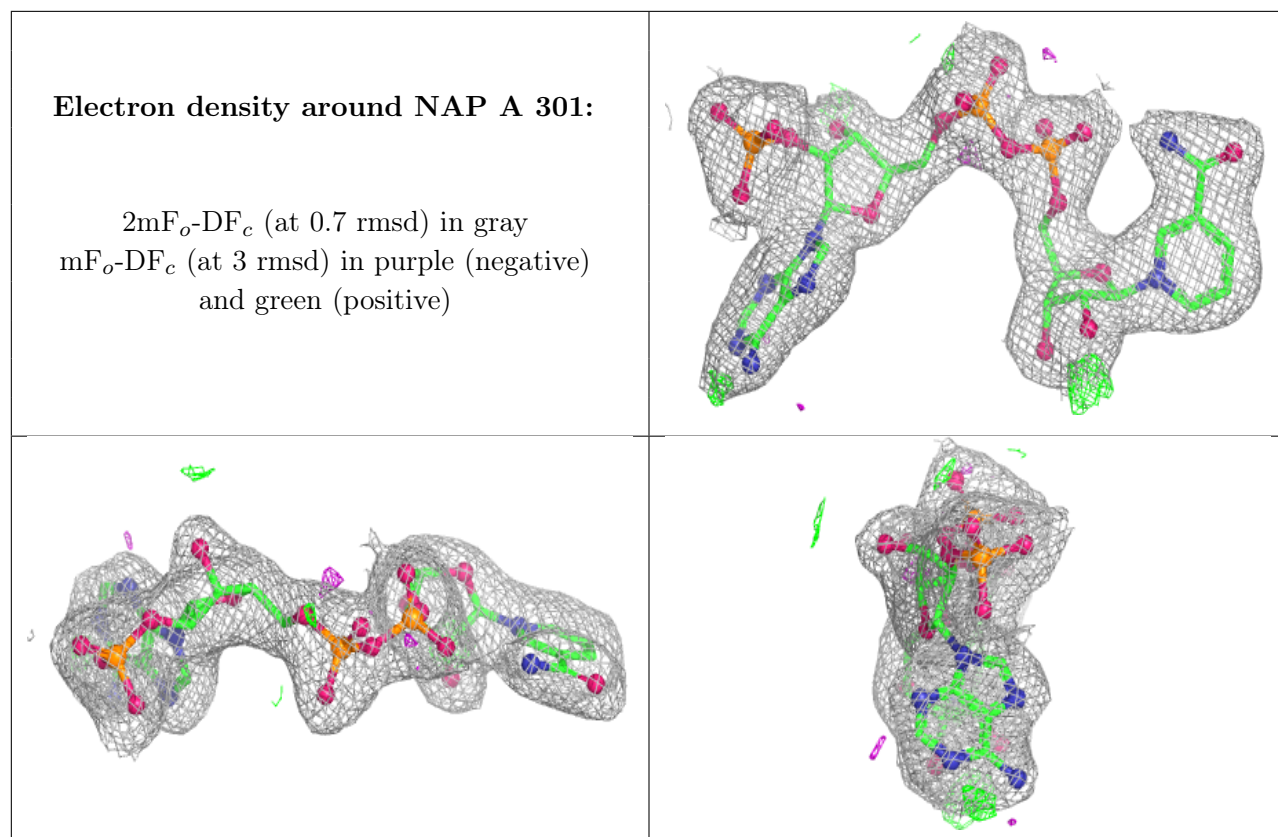 Electron density around NAP A 301:
2mFo-DFc (at 0.7 rmsd) in gray
mFo-DFc (at 3 rmsd) in purple (negative)
and green (positive)